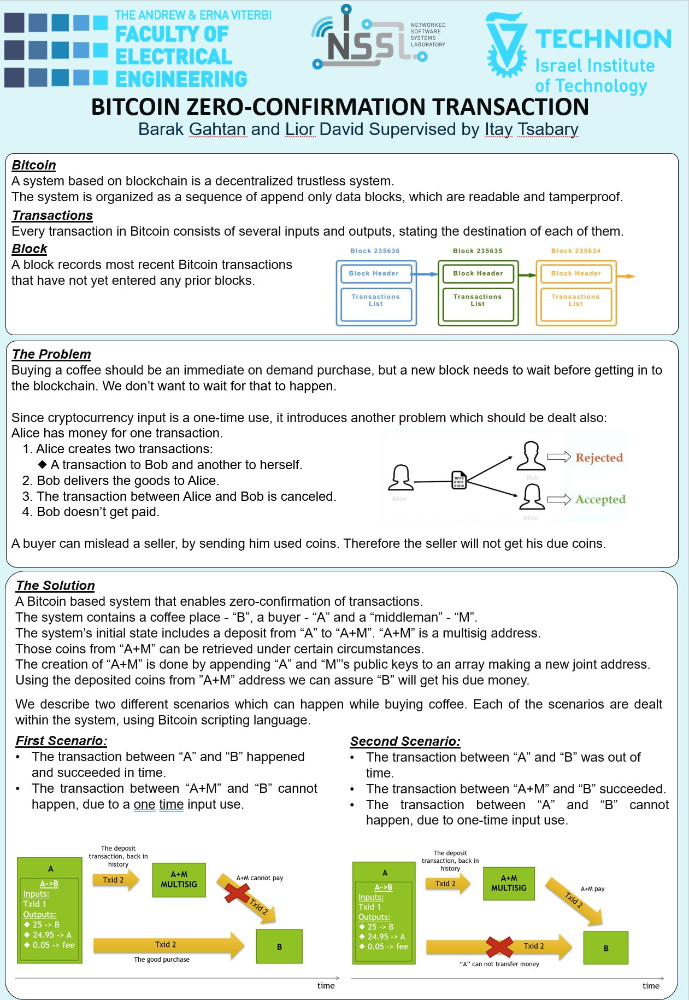 THE ANDREW & ERNA VITERBI
FACULTY OF
ELECTRICAL
ENGINEERING
NSSL
NETWORKED
SOFTWARE
SYSTEMS
LABORATORY
TECHNION
Israel Institute
of Technology
BITCOIN ZERO-CONFIRMATION TRANSACTION
Barak Gahtan and Lior David Supervised by Itay Tsabary
Bitcoin
A system based on blockchain is a decentralized trustless system.
The system is organized as a sequence of append only data blocks, which are readable and tamperproof.
Transactions
Every transaction in Bitcoin consists of several inputs and outputs, stating the destination of each of them.
Block
A block records most recent Bitcoin transactions
that have not yet entered any prior blocks.
Block 235636
Block Header
Transactions
List
Block 235635
Block Header
Transactions
List
Block 235634
Block Header
Transactions
List
The Problem
Buying a coffee should be an immediate on demand purchase, but a new block needs to wait before getting in to
the blockchain. We don’t want to wait for that to happen.
Since cryptocurrency input is a one-time use, it introduces another problem which should be dealt also:
Alice has money for one transaction.
1. Alice creates two transactions:
◆ A transaction to Bob and another to herself.
2. Bob delivers the goods to Alice.
3. The transaction between Alice and Bob is canceled.
4. Bob doesn’t get paid.
Alice
10110
01011
01010
Bob
Rejected
Alice
Accepted
A buyer can mislead a seller, by sending him used coins. Therefore the seller will not get his due coins.
The Solution
A Bitcoin based system that enables zero-confirmation of transactions.
The system contains a coffee place - “B”, a buyer - “A” and a “middleman” - “M”.
The system’s initial state includes a deposit from “A” to “A+M”. “A+M” is a multisig address.
Those coins from “A+M” can be retrieved under certain circumstances.
The creation of “A+M” is done by appending “A” and “M”’s public keys to an array making a new joint address.
Using the deposited coins from ”A+M” address we can assure “B” will get his due money.
We describe two different scenarios which can happen while buying coffee. Each of the scenarios are dealt
within the system, using Bitcoin scripting language.
First Scenario:
• The transaction between “A” and “B” happened
and succeeded in time.
• The transaction between “A+M” and “B” cannot
happen, due to a one time input use.
Second Scenario:
• The transaction between “A” and “B” was out of
time.
• The transaction between “A+M” and “B” succeeded.
• The transaction between “A” and “B” cannot
happen, due to one-time input use.
A
A->B
Inputs:
Txid 1
Outputs:
◆ 25 -> B
◆ 24.95 -> A
◆ 0.05 -> fee
The deposit
transaction, back in
history
Txid 2
A+M
MULTISIG
A+M cannot pay
Txid 2
Txid 2
The good purchase
B
time
A
A->B
Inputs:
Txid 1
Outputs:
◆ 25 -> B
◆ 24.95 -> A
◆ 0.05 -> fee
The deposit
transaction, back in
history
Txid 2
A+M
MULTISIG
A+M pay
Txid 2
Txid 2
“A” can not transfer money
B
time